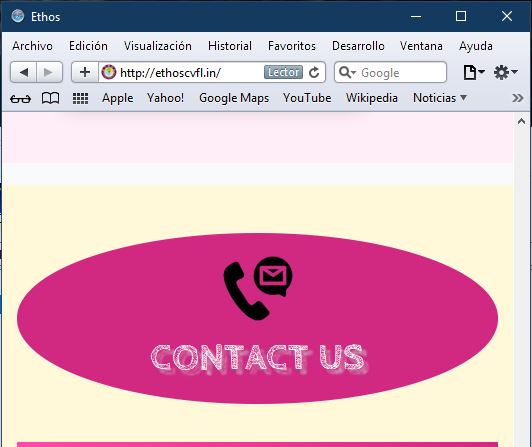 Ethos
Archivo Edición Visualización Historial Favoritos Desarrollo Ventana Ayuda
http://ethoscvfl.in/ Lector Google
Apple Yahoo! Google Maps YouTube Wikipedia Noticias
CONTACT US